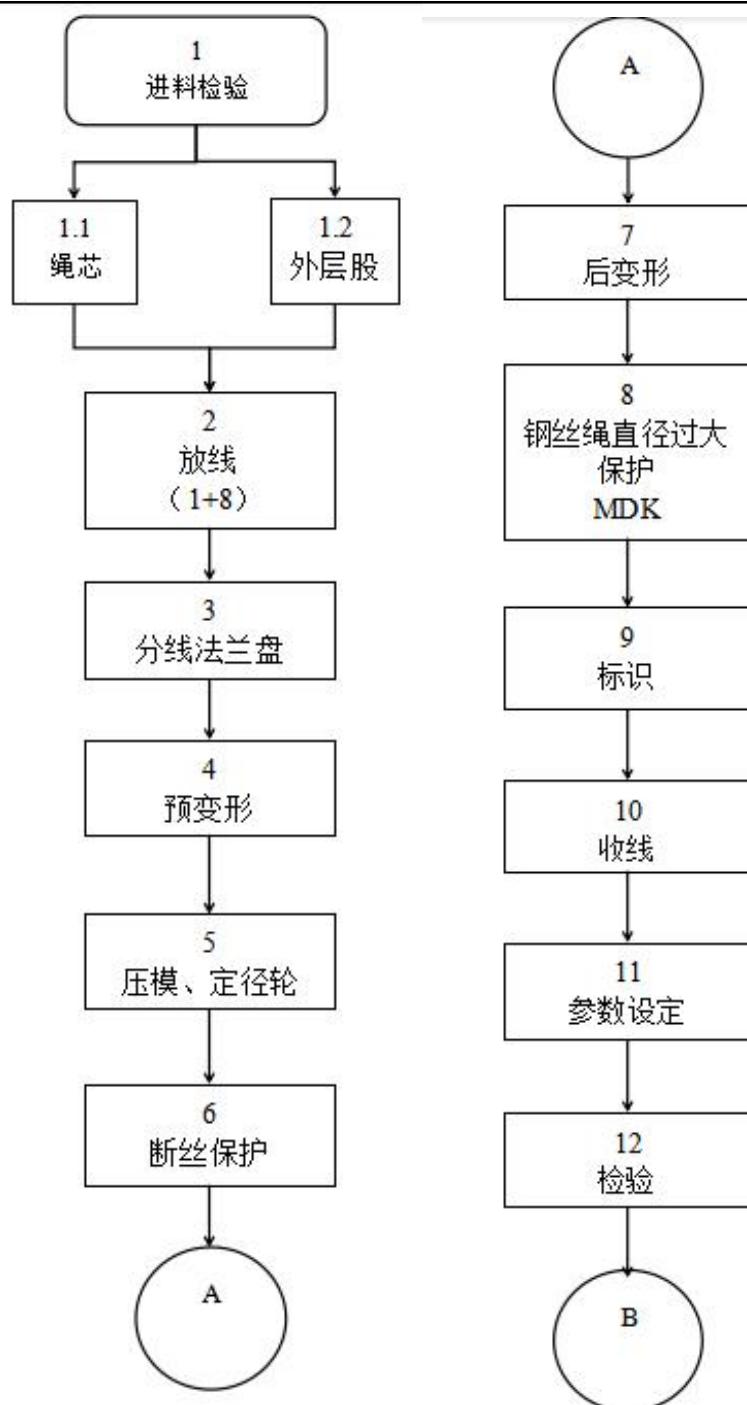 1
进料检验
1.1
绳芯
1.2
外层股
2
放线
（1+8）
3
分线法兰盘
4
预变形
5
压模、定径轮
6
断丝保护
A
A
7
后变形
8
钢丝绳直径过大
保护
MDK
9
标识
10
收线
11
参数设定
12
检验
B